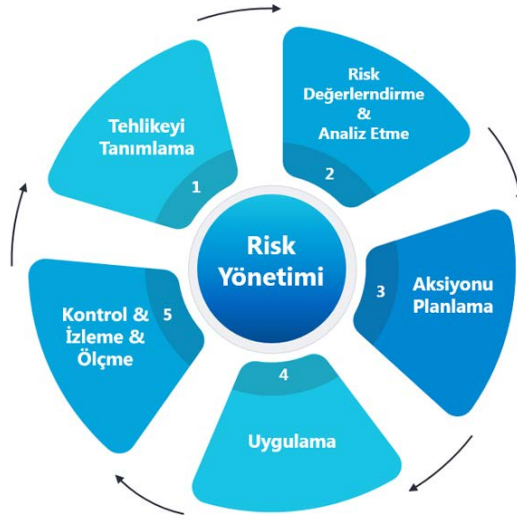 Risk
Yönetimi
Tehlikeyi
Tanımlama
1
Risk
Değerlerndirme
&
Analiz Etme
2
Aksiyonu
Planlama
3
4
Uygulama
Kontrol &
İzleme &
Ölçme
5